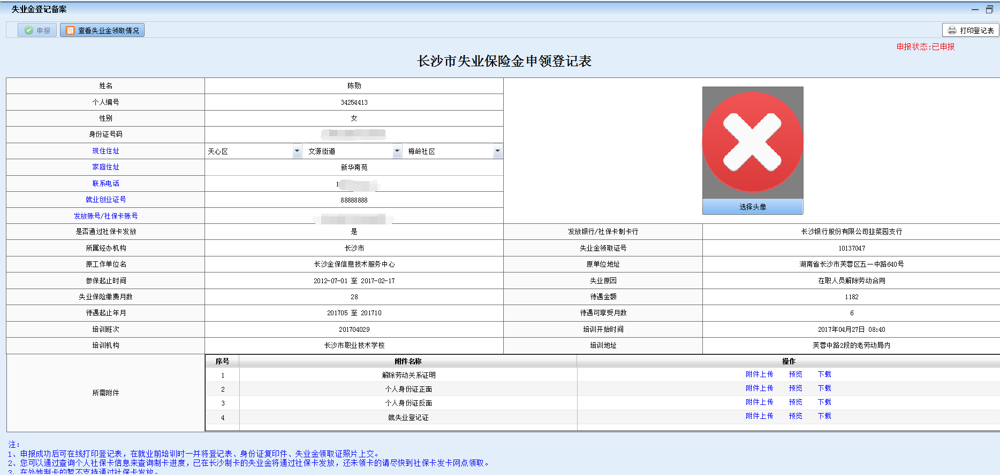 失业金登记备案
申报 查看失业金领取情况 打印登记表
申报状态:已申报
长沙市失业保险金申领登记表
姓名 陈勋
个人编号 34254413
性别 女
身份证号码
现住住址 天心区 文源街道 梅岭社区
家庭住址 新华南苑
联系电话 1
就业创业证号 88888888
选择头像
发放账号/社保卡账号
是否通过社保卡发放 是 发放银行/社保卡制卡行 长沙银行股份有限公司韭菜园支行
所属经办机构 长沙市 失业金领取证号 10137047
原工作单位名 长沙金保信息技术服务中心 原单位地址 湖南省长沙市芙蓉区五一中路640号
参保起止时间 2012-07-01 至 2017-02-17 失业原因 在职人员解除劳动合同
失业保险缴费月数 28 待遇金额 1182
待遇起止年月 201705 至 201710 待遇可享受月数 6
培训班次 201704029 培训开始时间 2017年04月27日 08:40
培训机构 长沙市职业技术学校 培训地址 芙蓉中路2段的老劳动局内
所需附件
序号 附件名称 操作
1 解除劳动关系证明 附件上传 预览 下载
2 个人身份证正面 附件上传 预览 下载
3 个人身份证反面 附件上传 预览 下载
4 就失业登记证 附件上传 预览 下载
注：
1、申报成功后可在线打印登记表，在就业前培训时一并将登记表、身份证复印件、失业金领取证照片上交。
2、您可以通过查询个人社保卡信息来查询制卡进度，已在长沙制卡的失业金将通过社保卡发放，还未领卡的请尽快到社保卡发卡网点领取。
3、在外地制卡的暂不支持通过社保卡发放。